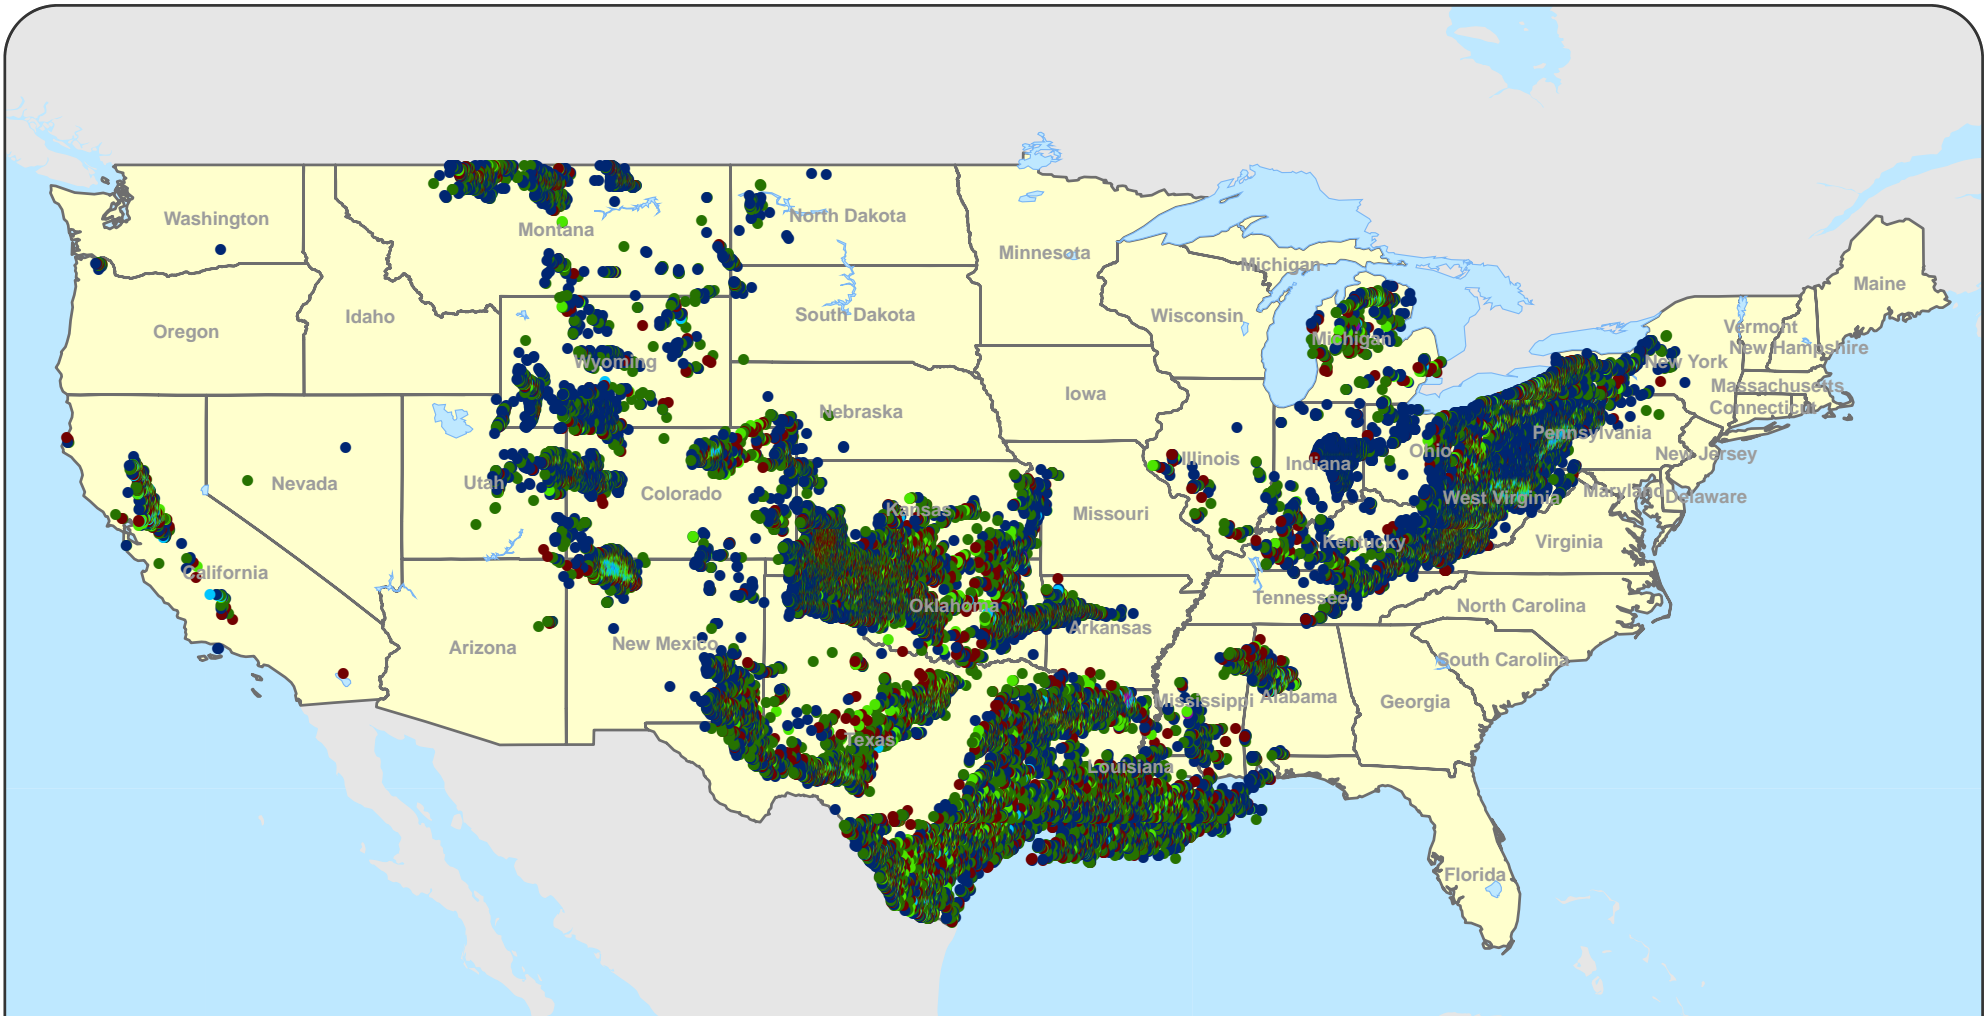 Washington
Montana
North Dakota
Minnesota
Michigan
Maine
Oregon
Idaho
South Dakota
Wisconsin
Vermont
Michigan
New Hampshire
Wyoming
New York
Iowa
Massachusetts
Nebraska
Connecticut
Pennsylvania
Ohio
New Jersey
Illinois
Indiana
Nevada
Utah
Colorado
West Virginia
Maryland
Delaware
Kansas
Missouri
Kentucky
Virginia
California
Tennessee
Oklahoma
North Carolina
Arkansas
New Mexico
Arizona
South Carolina
Mississippi
Alabama
Georgia
Texas
Louisiana
Florida